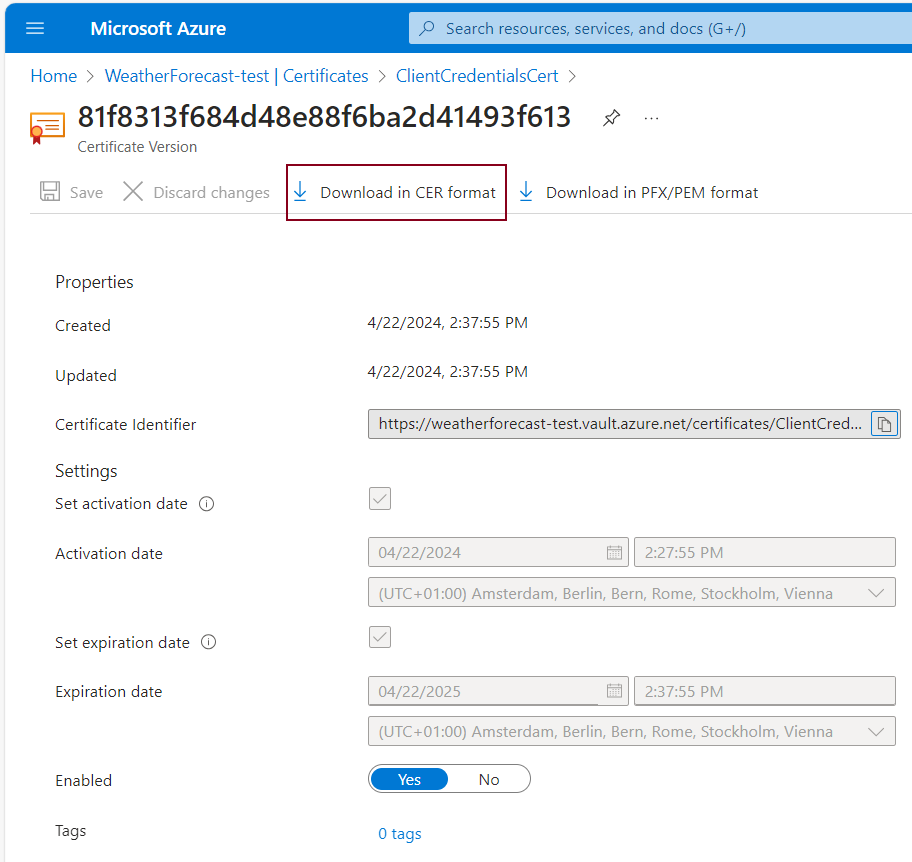 Microsoft Azure
Search resources, services, and docs (G+/)
Home > WeatherForecast-test | Certificates > ClientCredentialsCert >
81f8313f684d48e88f6ba2d41493f613 ...
Certificate Version
Save Discard changes Download in CER format Download in PFX/PEM format
Properties
Created 4/22/2024, 2:37:55 PM
Updated 4/22/2024, 2:37:55 PM
Certificate Identifier https://weatherforecast-test.vault.azure.net/certificates/ClientCred...
Settings
Set activation date
Activation date 04/22/2024 2:27:55 PM
(UTC+01:00) Amsterdam, Berlin, Bern, Rome, Stockholm, Vienna
Set expiration date
Expiration date 04/22/2025 2:37:55 PM
(UTC+01:00) Amsterdam, Berlin, Bern, Rome, Stockholm, Vienna
Enabled Yes No
Tags 0 tags